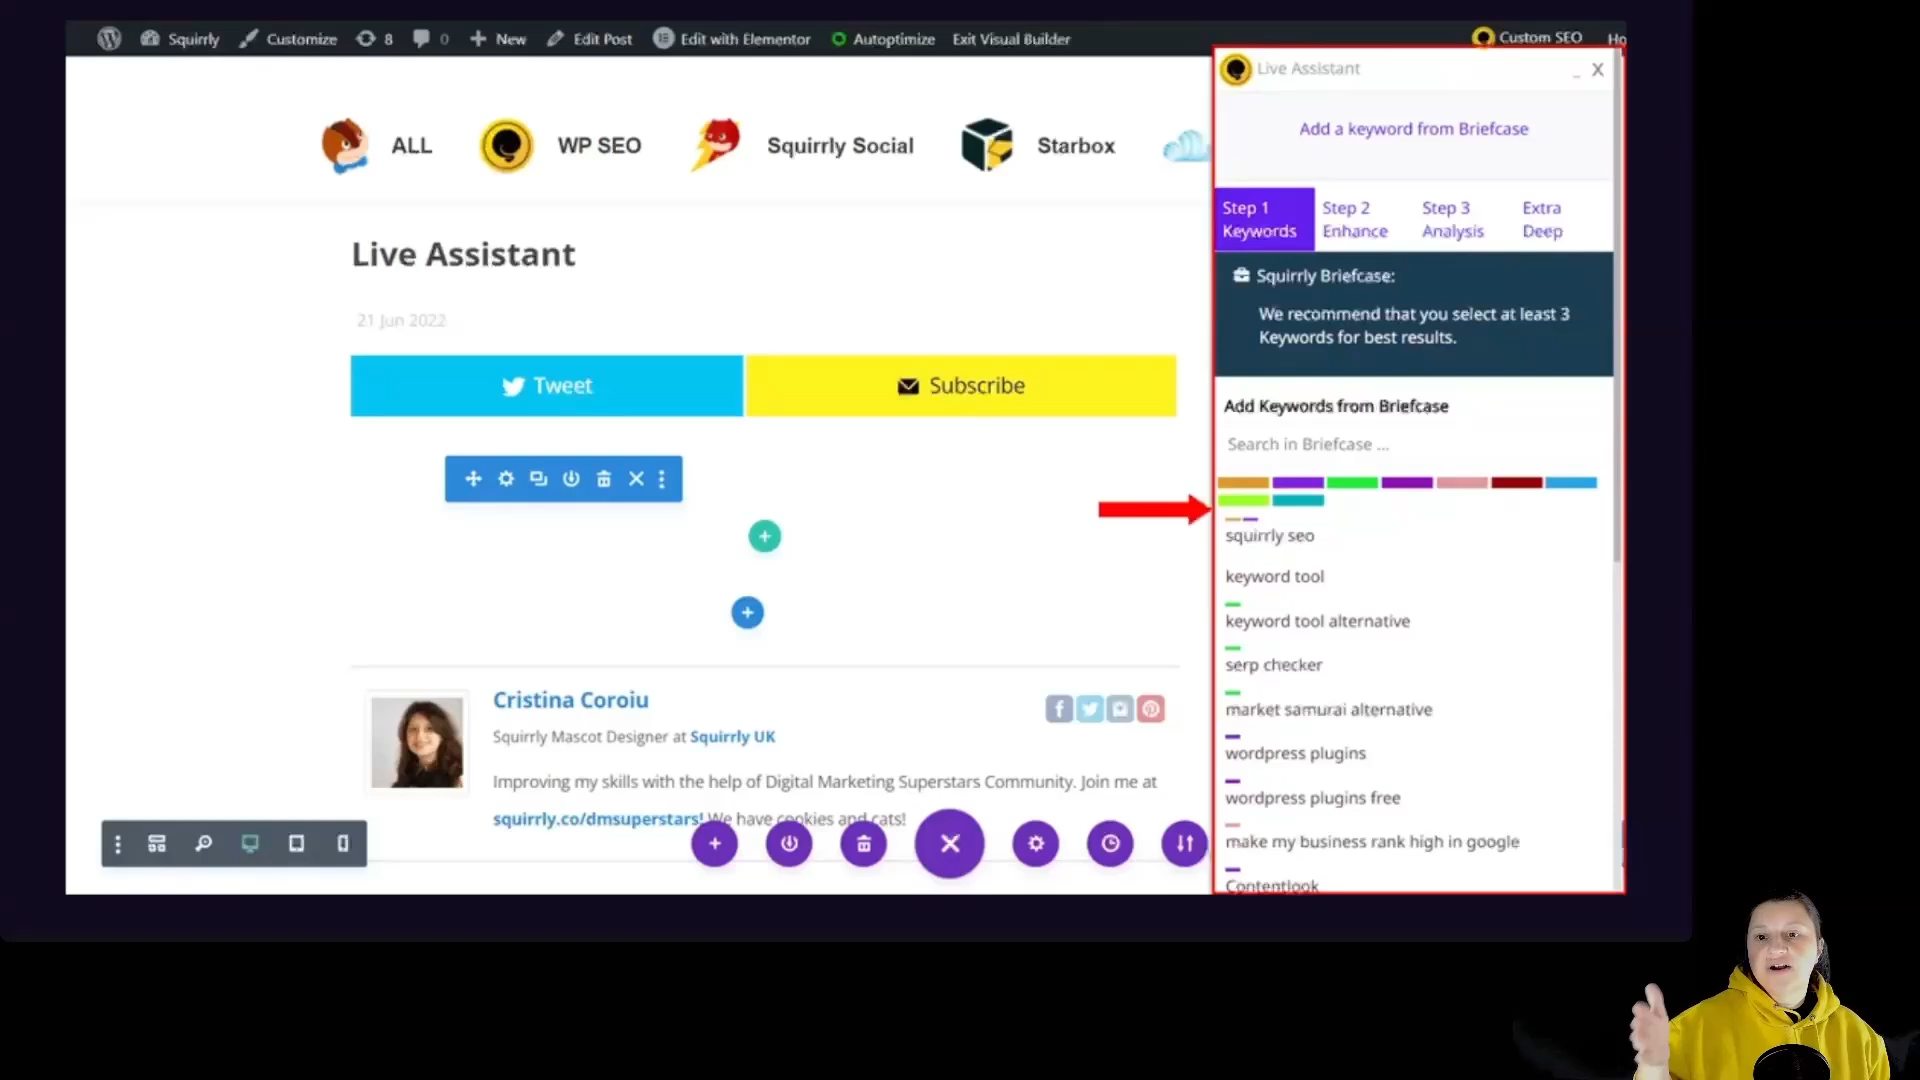 Squirrly Customize 8 0 New Edit Post Edit with Elementor Autoptimize Exit Visual Builder Custom SEO Ho
Live Assistant _ X
Add a keyword from Briefcase
ALL WP SEO Squirrly Social Starbox
Step 1 Keywords
Step 2 Enhance
Step 3 Analysis
Extra Deep
Live Assistant
21 Jun 2022
Tweet Subscribe
Squirrly Briefcase:
We recommend that you select at least 3
Keywords for best results.
Add Keywords from Briefcase
Search in Briefcase ...
squirrly seo
keyword tool
keyword tool alternative
serp checker
market samurai alternative
wordpress plugins
wordpress plugins free
make my business rank high in google
Contentlook
Cristina Coroiu
Squirrly Mascot Designer at Squirrly UK
Improving my skills with the help of Digital Marketing Superstars Community. Join me at
squirrly.co/dmsuperstars! We have cookies and cats!